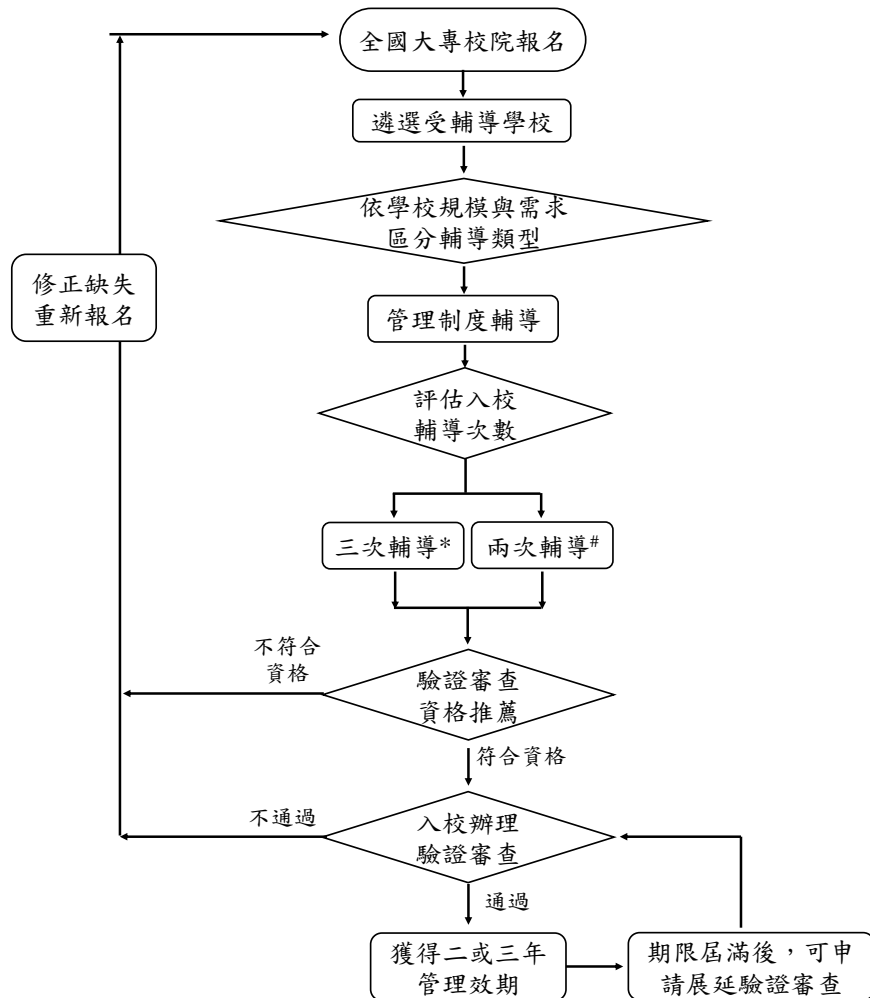 全國大專校院報名
遴選受輔導學校
依學校規模與需求
區分輔導類型
修正缺失
重新報名
管理制度輔導
評估入校
輔導次數
三次輔導*
兩次輔導#
不符合
資格
驗證審查
資格推薦
符合資格
不通過
入校辦理
驗證審查
通過
獲得二或三年
管理效期
期限屆滿後，可申
請展延驗證審查